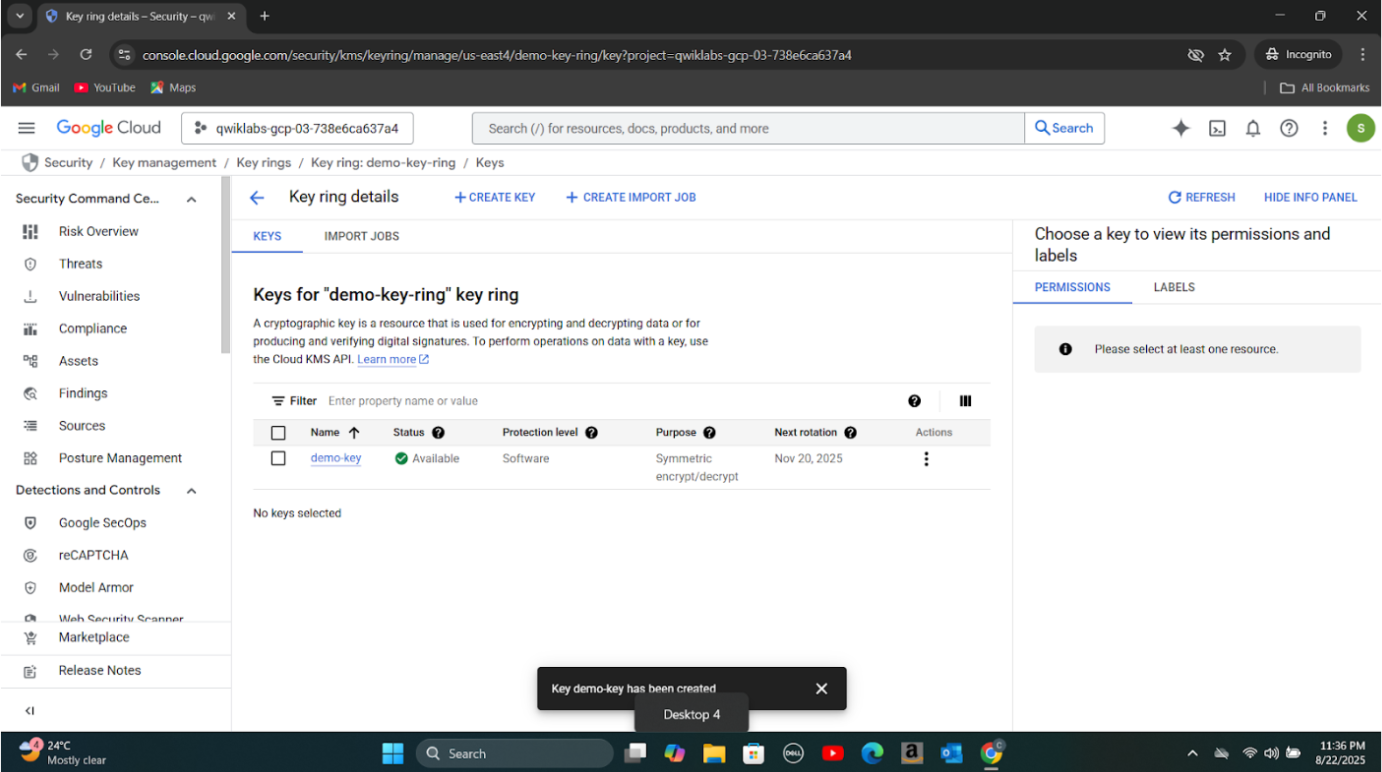 Key ring details – Security – qwi
console.cloud.google.com/security/kms/keyring/manage/us-east4/demo-key-ring/key?project=qwiklabs-gcp-03-738e6ca637a4
Incognito
Gmail YouTube Maps
All Bookmarks
Google Cloud
qwiklabs-gcp-03-738e6ca637a4
Search (/) for resources, docs, products, and more
Search
S
Security / Key management / Key rings / Key ring: demo-key-ring / Keys
Security Command Ce...
Risk Overview
Threats
Vulnerabilities
Compliance
Assets
Findings
Sources
Posture Management
Detections and Controls
Google SecOps
reCAPTCHA
Model Armor
Web Security Scanner
Marketplace
Release Notes
Key ring details
CREATE KEY
CREATE IMPORT JOB
REFRESH
HIDE INFO PANEL
KEYS
IMPORT JOBS
Keys for "demo-key-ring" key ring
A cryptographic key is a resource that is used for encrypting and decrypting data or for
producing and verifying digital signatures. To perform operations on data with a key, use
the Cloud KMS API. Learn more
Filter Enter property name or value
Name Status Protection level Purpose Next rotation Actions
demo-key Available Software Symmetric Nov 20, 2025
encrypt/decrypt
No keys selected
Choose a key to view its permissions and
labels
PERMISSIONS
LABELS
Please select at least one resource.
Key demo-key has been created
Desktop 4
4
24°C
Mostly clear
Search
DELL
a
C
11:36 PM
8/22/2025